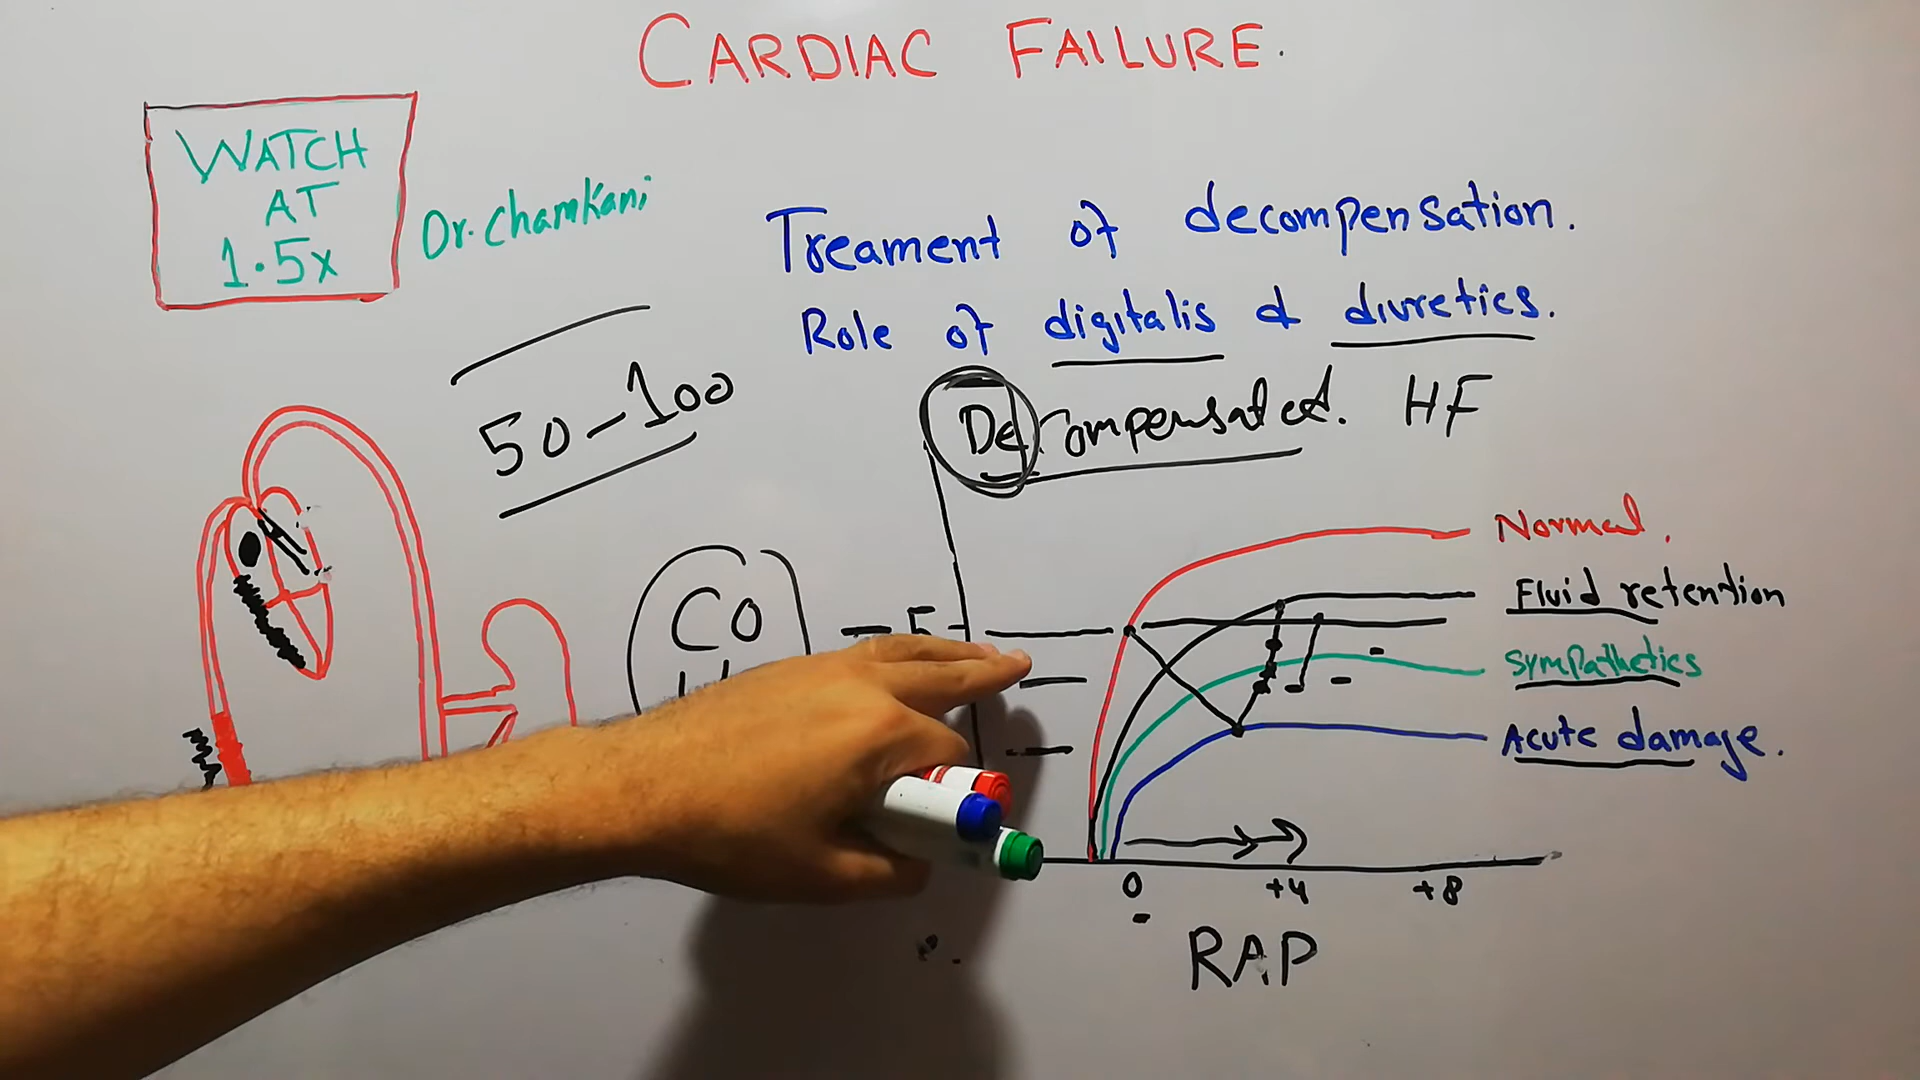 CARDIAC FAILURE.
WATCH
AT
1.5x
Dr. Chamkani
Treament of decompensation.
Role of digitalis & diuretics.
50-100
Decompensated. HF
Normal.
Fluid retention
Sympathetics
Acute damage.
CO
5
0 +4 +8
RAP